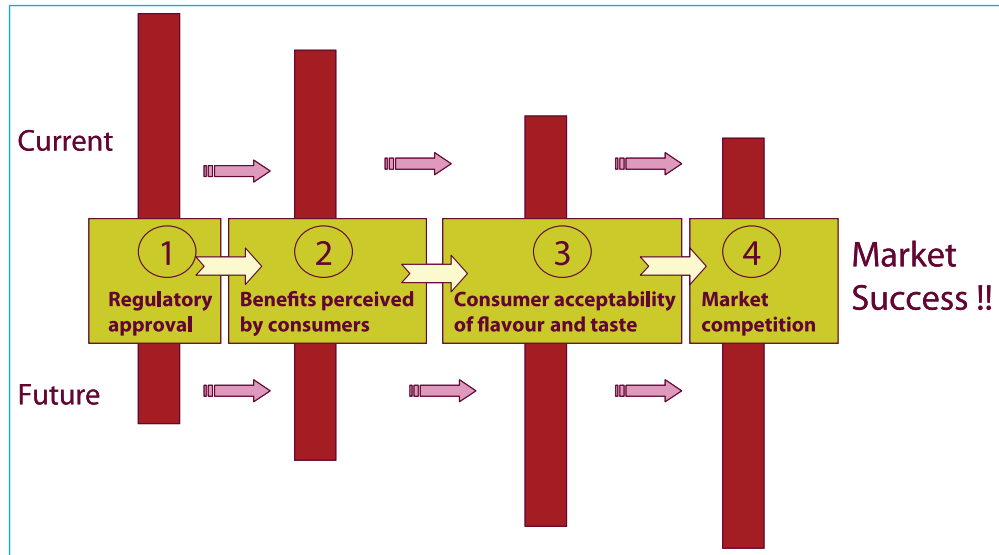 Current
1
Regulatory
approval
2
Benefits perceived
by consumers
3
Consumer acceptability
of flavour and taste
4
Market
competition
Market
Success !!
Future